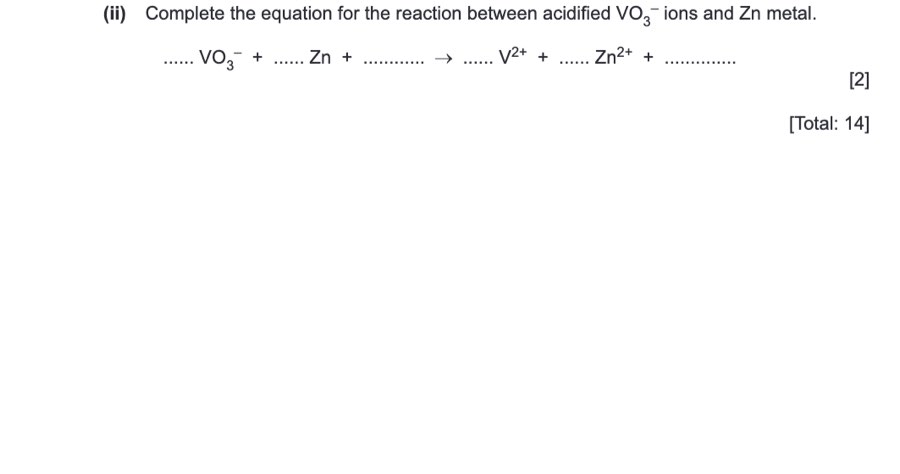 (ii) Complete the equation for the reaction between acidified VO₃⁻ ions and Zn metal.
...... VO₃⁻ + ...... Zn + ............ → ...... V²⁺ + ...... Zn²⁺ + ..............
[2]
[Total: 14]